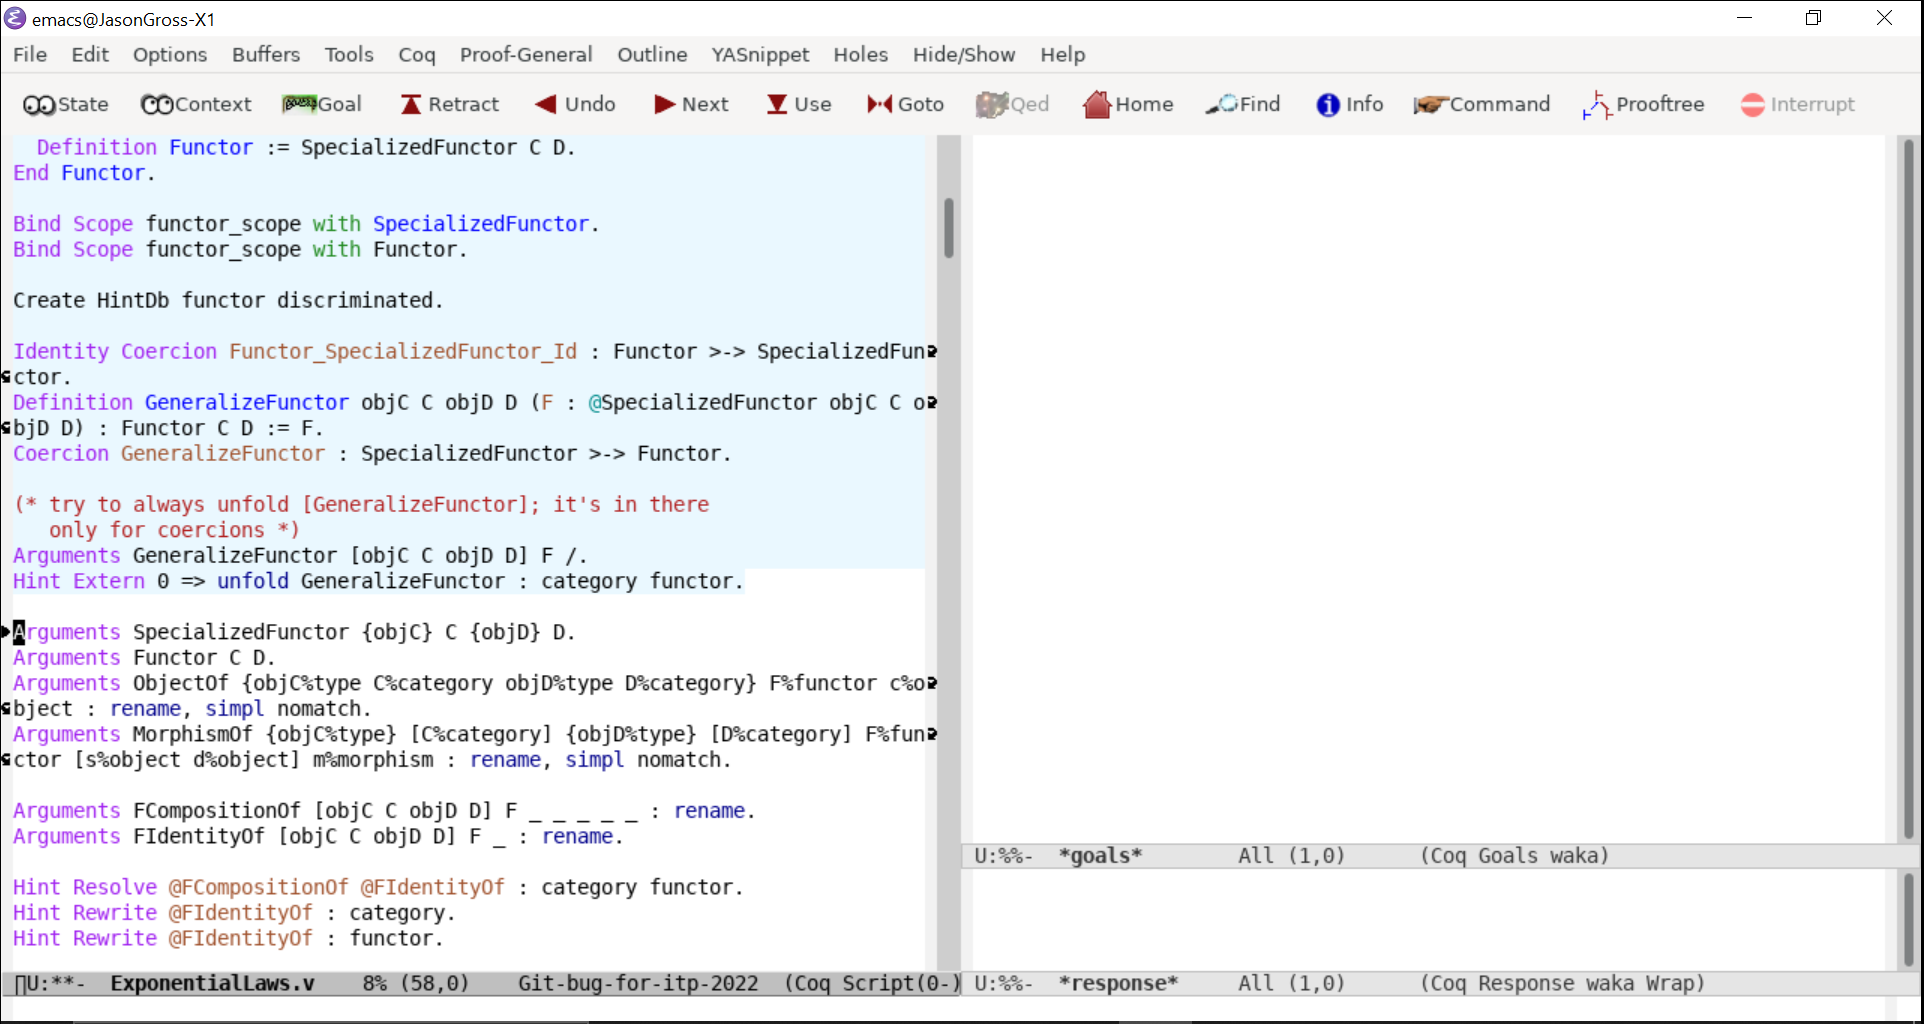 emacs@JasonGross-X1
File Edit Options Buffers Tools Coq Proof-General Outline YASnippet Holes Hide/Show Help
State Context Goal Retract Undo Next Use Goto Qed Home Find Info Command Prooftree Interrupt
Definition Functor := SpecializedFunctor C D.
End Functor.
Bind Scope functor_scope with SpecializedFunctor.
Bind Scope functor_scope with Functor.
Create HintDb functor discriminated.
Identity Coercion Functor_SpecializedFunctor_Id : Functor >-> SpecializedFun
ctor.
Definition GeneralizeFunctor objC C objD D (F : @SpecializedFunctor objC C o
bjD D) : Functor C D := F.
Coercion GeneralizeFunctor : SpecializedFunctor >-> Functor.
(* try to always unfold [GeneralizeFunctor]; it's in there
only for coercions *)
Arguments GeneralizeFunctor [objC C objD D] F /.
Hint Extern 0 => unfold GeneralizeFunctor : category functor.
Arguments SpecializedFunctor {objC} C {objD} D.
Arguments Functor C D.
Arguments ObjectOf {objC%type C%category objD%type D%category} F%functor c%o
bject : rename, simpl nomatch.
Arguments MorphismOf {objC%type} [C%category] {objD%type} [D%category] F%fun
ctor [s%object d%object] m%morphism : rename, simpl nomatch.
Arguments FCompositionOf [objC C objD D] F _ _ _ _ _ : rename.
Arguments FIdentityOf [objC C objD D] F _ : rename.
Hint Resolve @FCompositionOf @FIdentityOf : category functor.
Hint Rewrite @FIdentityOf : category.
Hint Rewrite @FIdentityOf : functor.
U:**- ExponentialLaws.v 8% (58,0) Git-bug-for-itp-2022 (Coq Script(0-)
U:%%- *goals* All (1,0) (Coq Goals waka)
U:%%- *response* All (1,0) (Coq Response waka Wrap)